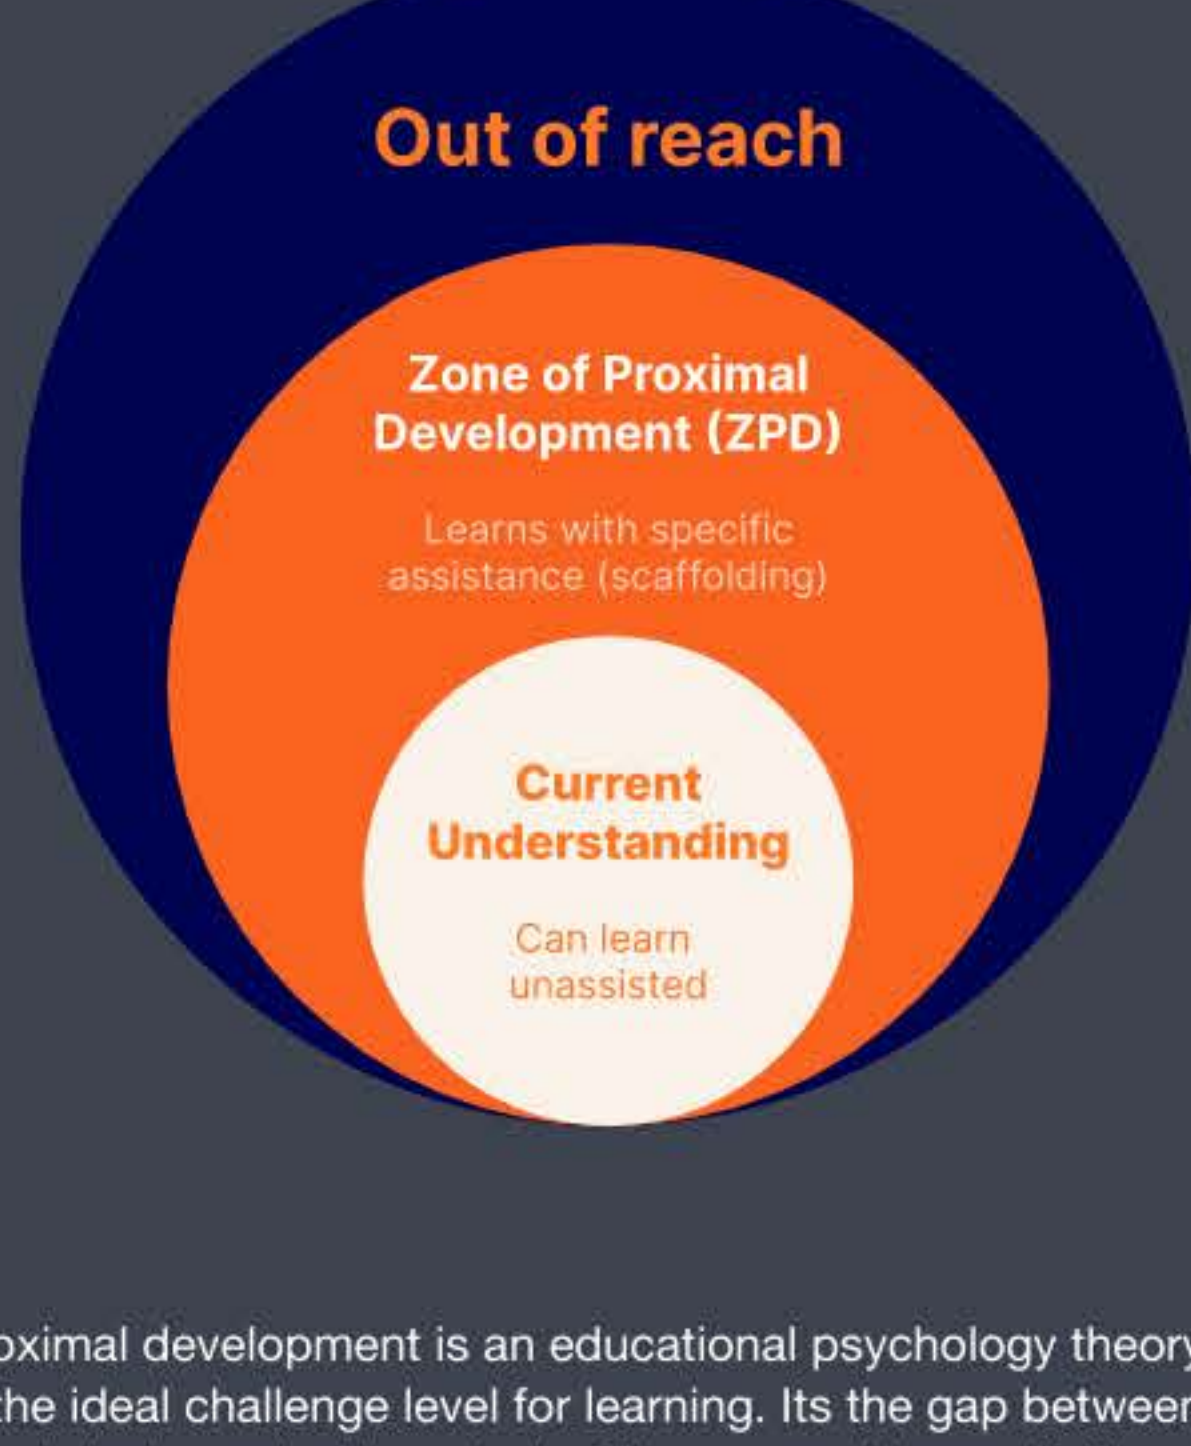 Out of reach
Zone of Proximal
Development (ZPD)
Learns with specific
assistance (scaffolding)
Current
Understanding
Can learn
unassisted
oximal development is an educational psychology theory
the ideal challenge level for learning. Its the gap between